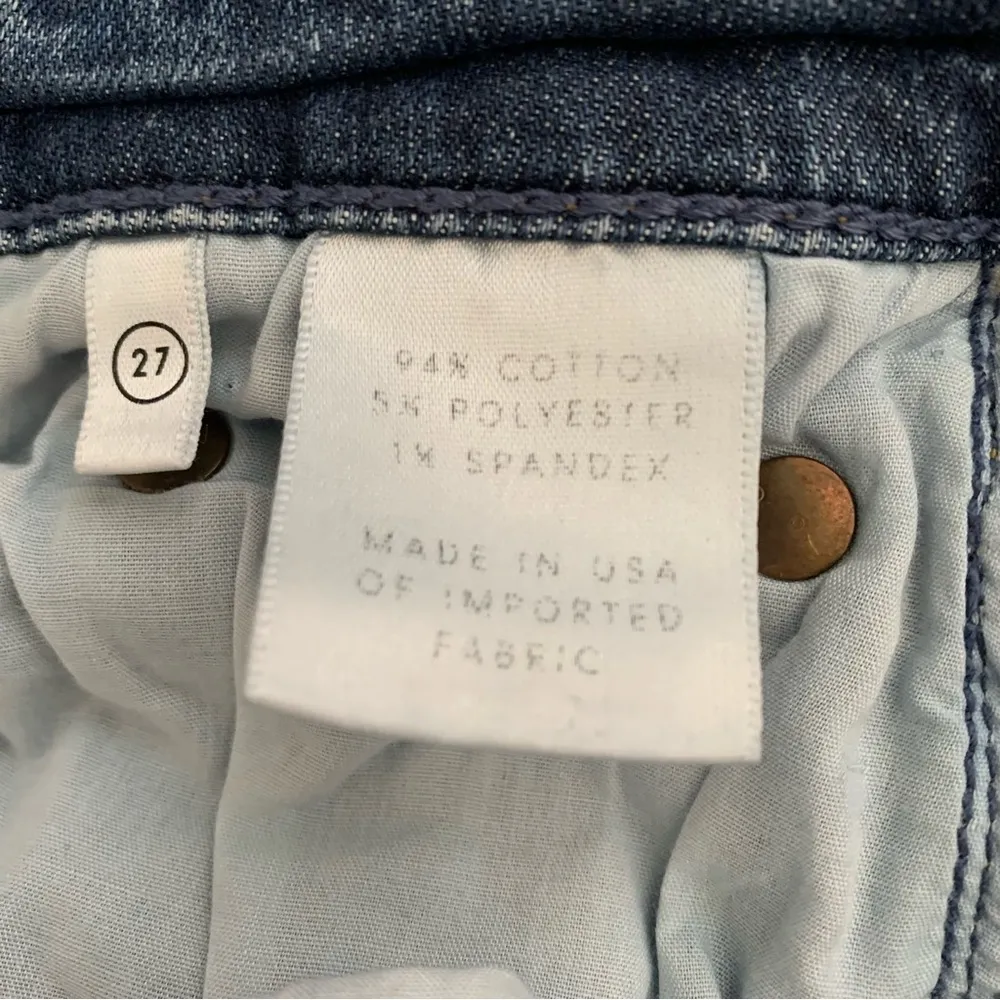 27
94% COTTON
5% POLYESTER
1% SPANDEX
MADE IN USA
OF IMPORTED
FABRIC